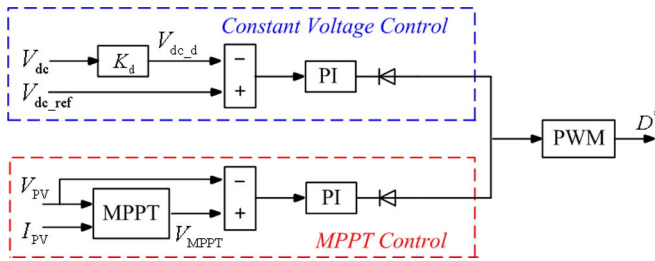 Constant Voltage Control
V_dc
K_d
V_dc_d
−
+
V_dc_ref
PI
PWM
D*
V_PV
I_PV
MPPT
V_MPPT
−
+
PI
MPPT Control